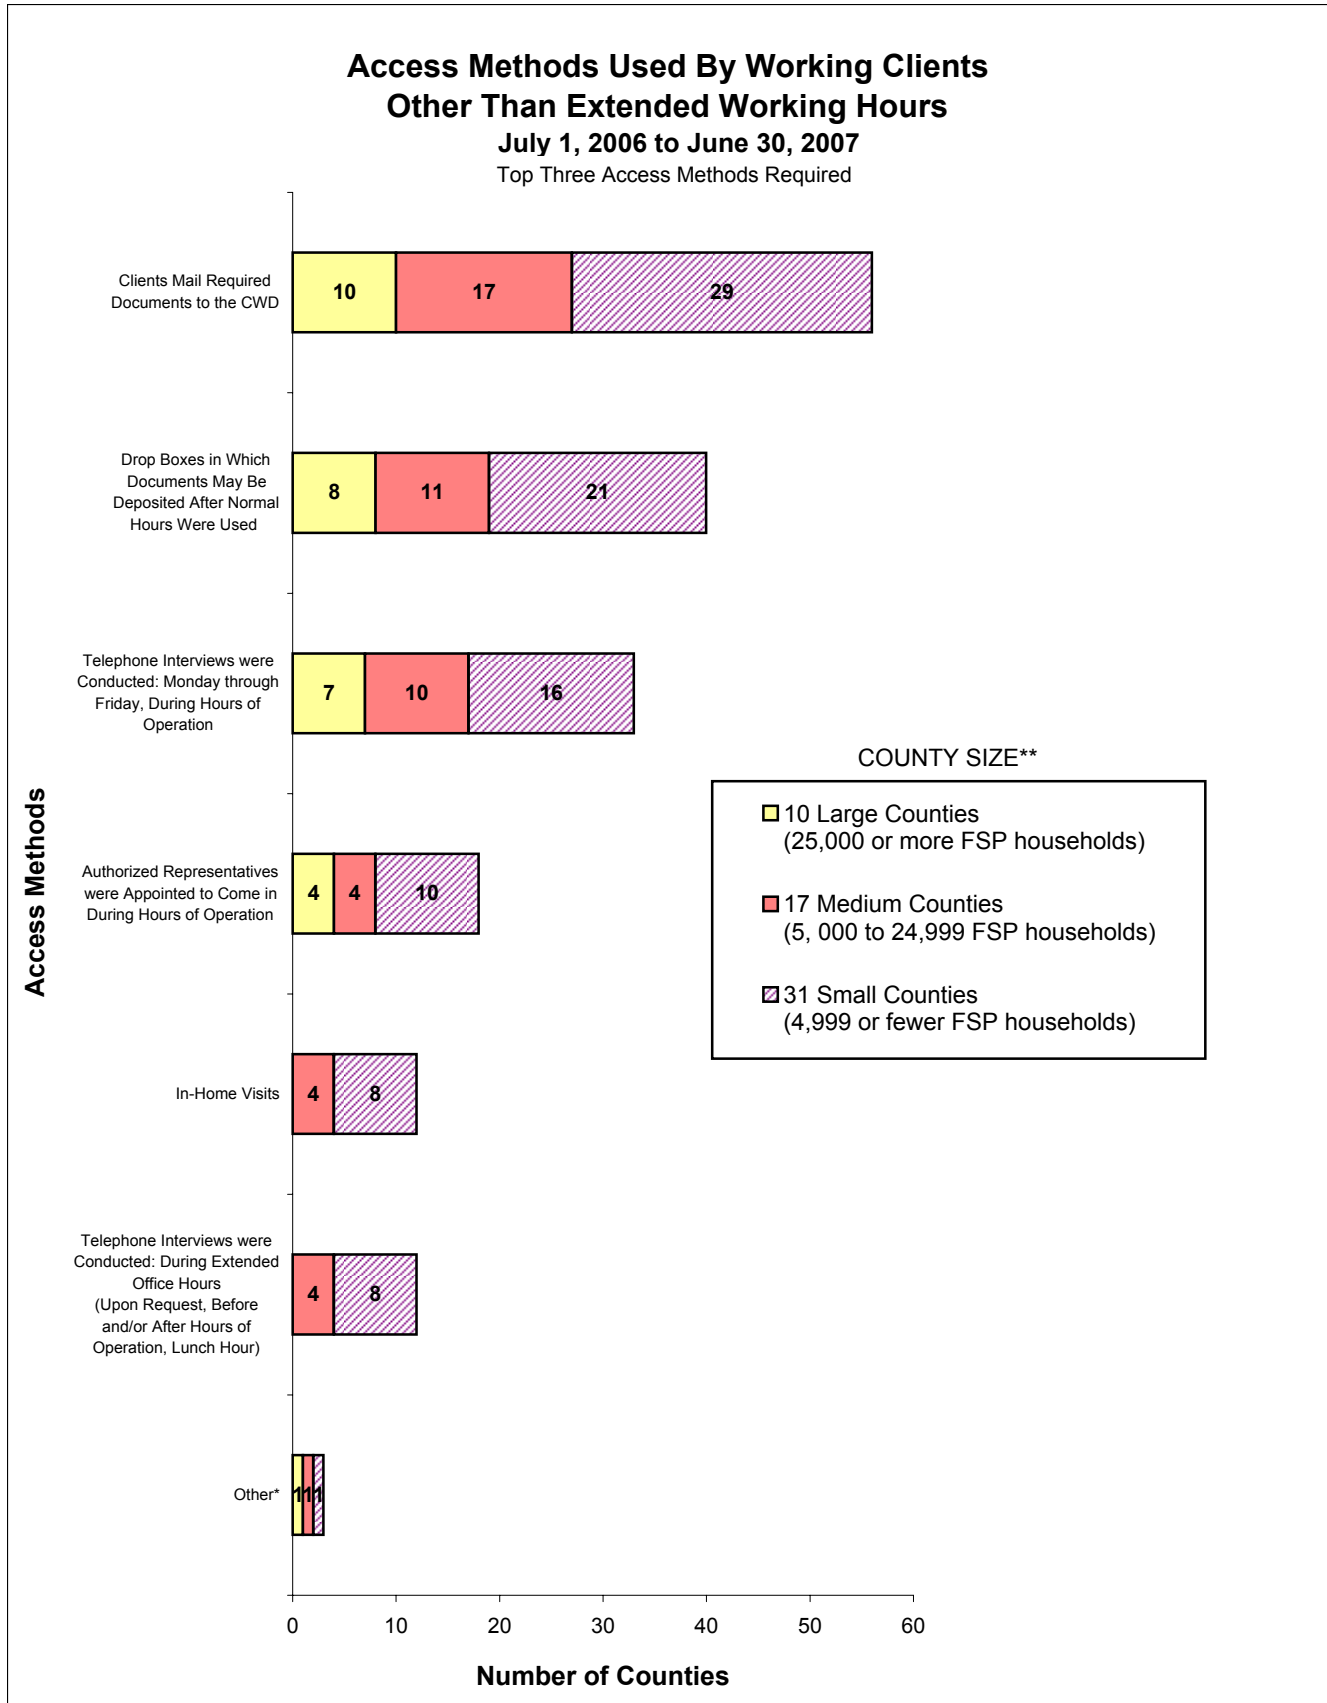 Access Methods Used By Working Clients
Other Than Extended Working Hours
July 1, 2006 to June 30, 2007
Top Three Access Methods Required
Clients Mail Required
Documents to the CWD
10 17 29
Drop Boxes in Which
Documents May Be
Deposited After Normal
Hours Were Used
8 11 21
Telephone Interviews were
Conducted: Monday through
Friday, During Hours of
Operation
7 10 16
Authorized Representatives
were Appointed to Come in
During Hours of Operation
4 4 10
In-Home Visits
4 8
Telephone Interviews were
Conducted: During Extended
Office Hours
(Upon Request, Before
and/or After Hours of
Operation, Lunch Hour)
4 8
Other*
1 1 1
Access Methods
COUNTY SIZE**
10 Large Counties
(25,000 or more FSP households)
17 Medium Counties
(5, 000 to 24,999 FSP households)
31 Small Counties
(4,999 or fewer FSP households)
0 10 20 30 40 50 60
Number of Counties